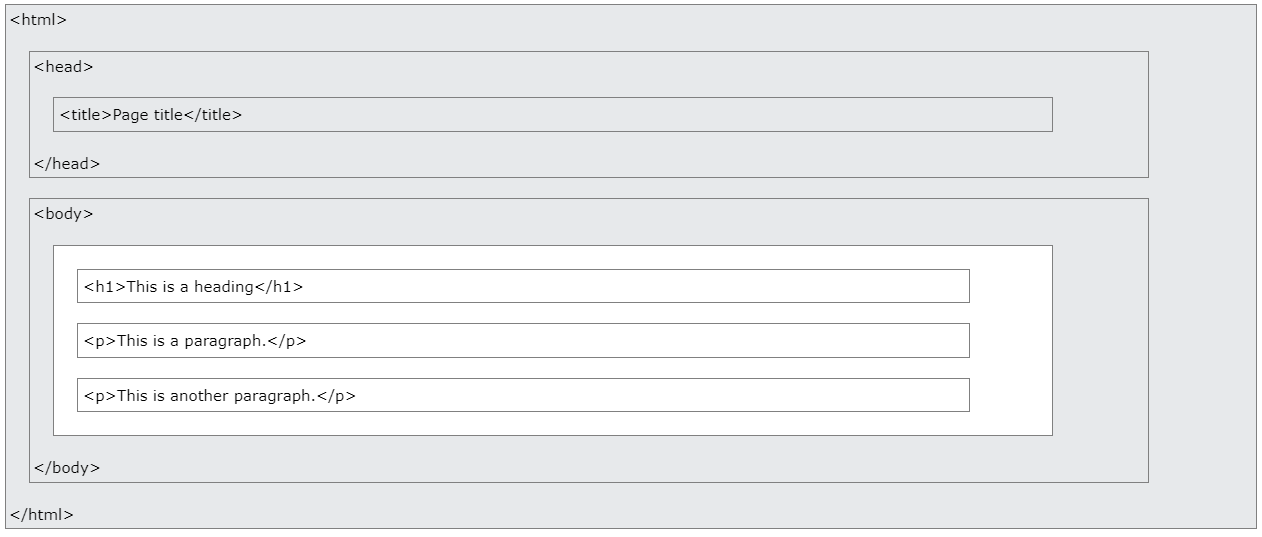 <html>
<head>
<title>Page title</title>
</head>
<body>
<h1>This is a heading</h1>
<p>This is a paragraph.</p>
<p>This is another paragraph.</p>
</body>
</html>